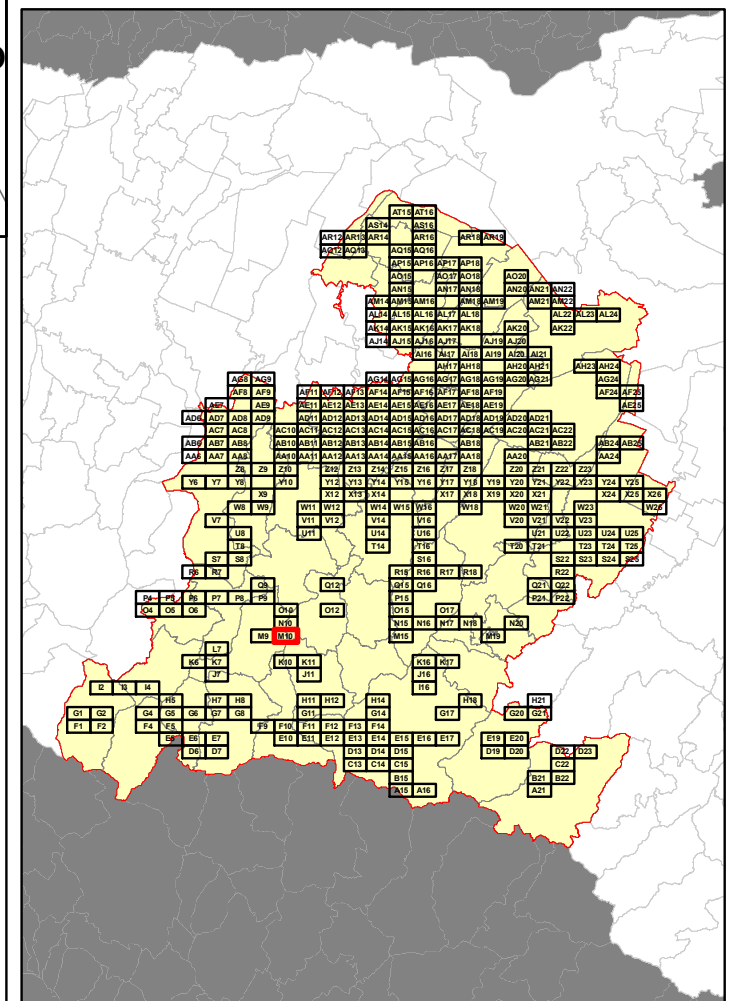 AT15 AT16
AS14 AS16
AR12 AR13 AR14 AR16 AR18 AR19
AQ12 AQ13 AQ15 AQ16
AP15 AP16 AP17 AP18
AO15 AO17 AO18 AO20
AN15 AN17 AN18 AN20 AN21 AN22
AM14 AM15 AM16 AM18 AM19 AM21 AM22
AL14 AL15 AL16 AL17 AL18 AL22 AL23 AL24
AK14 AK15 AK16 AK17 AK18 AK20 AK22
AJ14 AJ15 AJ16 AJ17 AJ19 AJ20
AI16 AI17 AI18 AI19 AI20 AI21
AH17 AH18 AH20 AH21 AH23 AH24
AG8 AG9 AG14 AG15 AG16 AG17 AG18 AG19 AG20 AG21 AG24
AF8 AF9 AF11 AF12 AF13 AF14 AF15 AF16 AF17 AF18 AF19 AF24 AF25
AE7 AE9 AE11 AE12 AE13 AE14 AE15 AE16 AE17 AE18 AE19 AE25
AD6 AD7 AD8 AD9 AD11 AD12 AD13 AD14 AD15 AD16 AD17 AD18 AD19 AD20 AD21
AC7 AC8 AC10 AC11 AC12 AC13 AC14 AC15 AC16 AC17 AC18 AC19 AC20 AC21 AC22
AB6 AB7 AB8 AB10 AB11 AB12 AB13 AB14 AB15 AB16 AB18 AB21 AB22 AB24 AB25
AA6 AA7 AA8 AA10 AA11 AA12 AA13 AA14 AA15 AA16 AA17 AA18 AA20 AA24
Z8 Z9 Z10 Z12 Z13 Z14 Z15 Z16 Z17 Z18 Z20 Z21 Z22 Z23
Y6 Y7 Y8 Y10 Y12 Y13 Y14 Y15 Y16 Y17 Y18 Y19 Y20 Y21 Y22 Y23 Y24 Y25
X9 X12 X13 X14 X17 X18 X19 X20 X21 X24 X25 X26
W8 W9 W11 W12 W14 W15 W16 W18 W20 W21 W23 W26
V7 V11 V12 V14 V16 V20 V21 V22 V23
U8 U11 U14 U16 U21 U22 U23 U24 U25
T8 T14 T16 T20 T21 T23 T24 T25
S7 S8 S16 S22 S23 S24 S25
R6 R7 R15 R16 R17 R18 R22
Q9 Q12 Q15 Q16 Q21 Q22
P4 P5 P6 P7 P8 P9 P15 P21 P22
O4 O5 O6 O10 O12 O15 O17
N10 N15 N16 N17 N18 N20
M9 M10 M15 M19
L7
K6 K7 K10 K11 K16 K17
J7 J11 J16
I2 I3 I4 I16
H5 H7 H8 H11 H12 H14 H18 H21
G1 G2 G4 G5 G6 G7 G8 G11 G14 G17 G20 G21
F1 F2 F4 F5 F9 F10 F11 F12 F13 F14
E5 E6 E7 E10 E11 E12 E13 E14 E15 E16 E17 E19 E20
D6 D7 D13 D14 D15 D19 D20 D22 D23
C13 C14 C15 C22
B15 B21 B22
A15 A16 A21